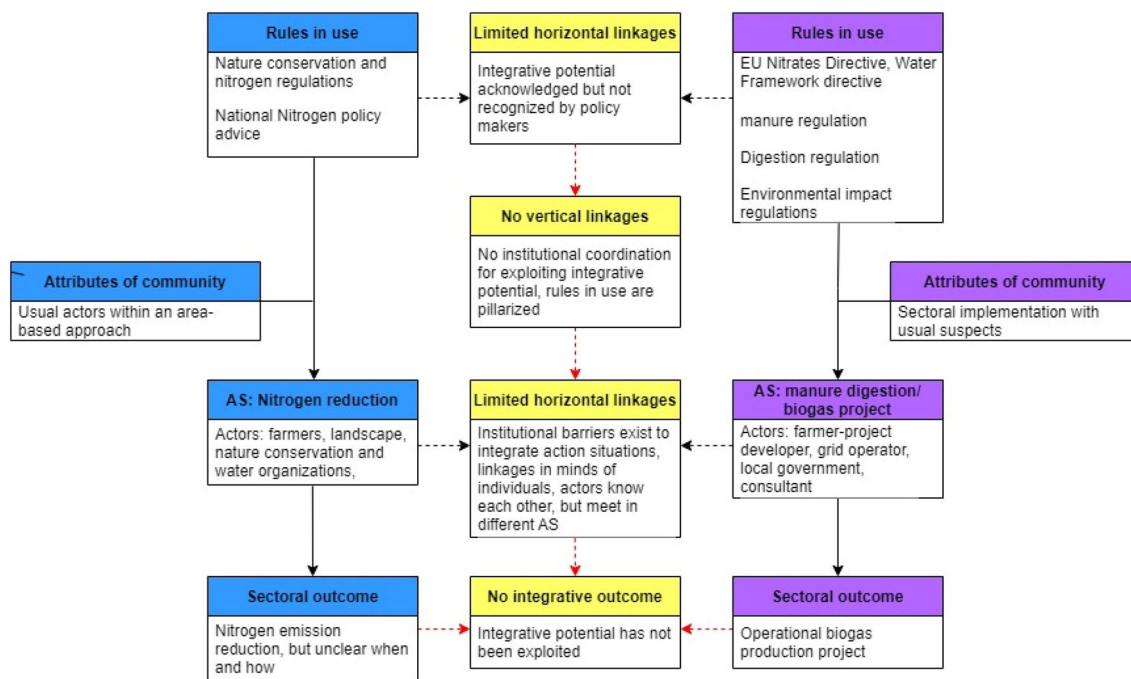 Rules in use
Nature conservation and
nitrogen regulations
National Nitrogen policy
advice
Limited horizontal linkages
Integrative potential
acknowledged but not
recognized by policy
makers
Rules in use
EU Nitrates Directive, Water
Framework directive
manure regulation
Digestion regulation
Environmental impact
regulations
No vertical linkages
No institutional coordination
for exploiting integrative
potential, rules in use are
pillarized
Attributes of community
Usual actors within an area-
based approach
Attributes of community
Sectoral implementation with
usual suspects
AS: Nitrogen reduction
Actors: farmers, landscape,
nature conservation and
water organizations,
Limited horizontal linkages
Institutional barriers exist to
integrate action situations,
linkages in minds of
individuals, actors know
each other, but meet in
different AS
AS: manure digestion/
biogas project
Actors: farmer-project
developer, grid operator,
local government,
consultant
Sectoral outcome
Nitrogen emission
reduction, but unclear when
and how
No integrative outcome
Integrative potential has not
been exploited
Sectoral outcome
Operational biogas
production project